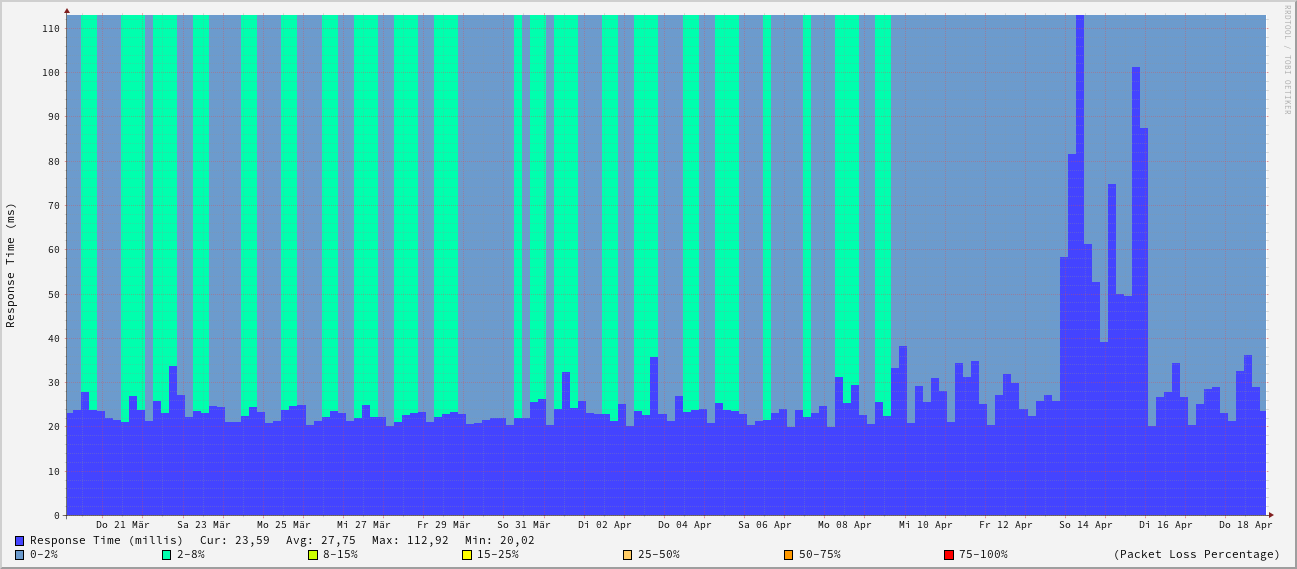 RRDTOOL / TOBI OETIKER
Response Time (ms)
110
100
90
80
70
60
50
40
30
20
10
0
Do 21 Mär Sa 23 Mär Mo 25 Mär Mi 27 Mär Fr 29 Mär So 31 Mär Di 02 Apr Do 04 Apr Sa 06 Apr Mo 08 Apr Mi 10 Apr Fr 12 Apr So 14 Apr Di 16 Apr Do 18 Apr
Response Time (millis) Cur: 23,59 Avg: 27,75 Max: 112,92 Min: 20,02
0-2% 2-8% 8-15% 15-25% 25-50% 50-75% 75-100% (Packet Loss Percentage)